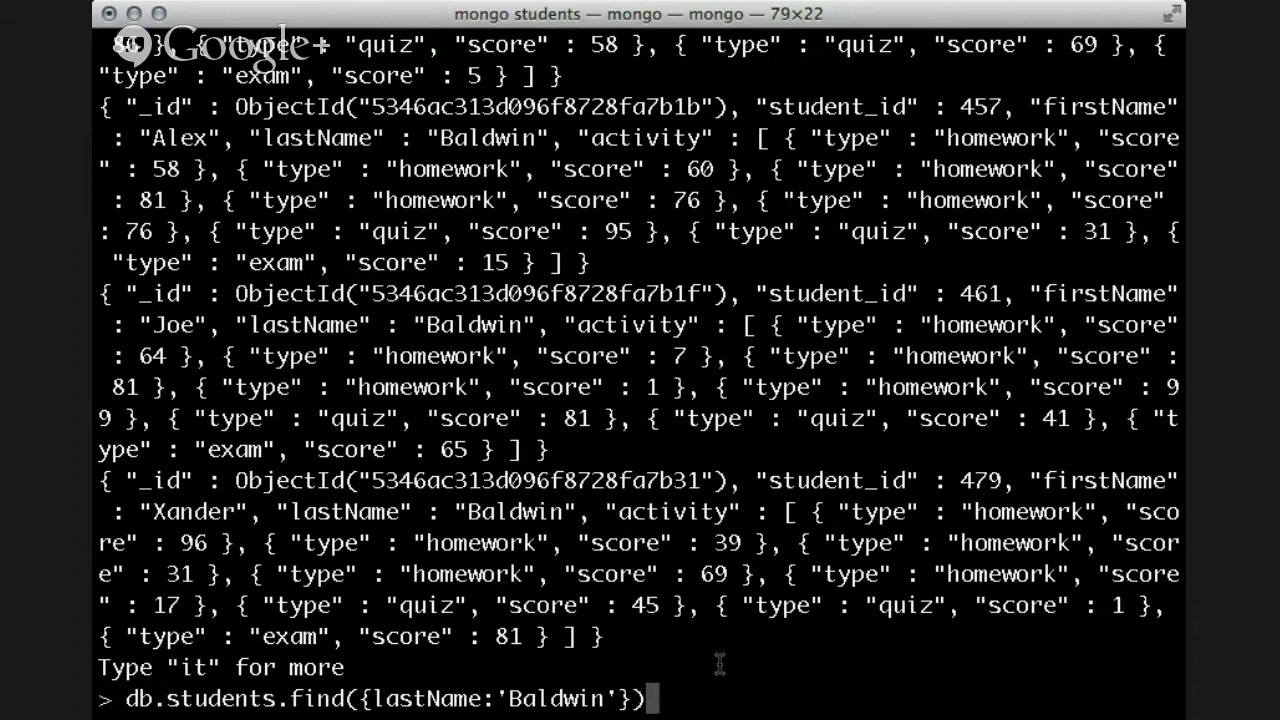 mongo students — mongo — mongo — 79×22
Google+
}, { "type" : "quiz", "score" : 58 }, { "type" : "quiz", "score" : 69 }, {
"type" : "exam", "score" : 5 } ] }
{ "_id" : ObjectId("5346ac313d096f8728fa7b1b"), "student_id" : 457, "firstName"
 : "Alex", "lastName" : "Baldwin", "activity" : [ { "type" : "homework", "score
" : 58 }, { "type" : "homework", "score" : 60 }, { "type" : "homework", "score"
 : 81 }, { "type" : "homework", "score" : 76 }, { "type" : "homework", "score"
: 76 }, { "type" : "quiz", "score" : 95 }, { "type" : "quiz", "score" : 31 }, {
 "type" : "exam", "score" : 15 } ] }
{ "_id" : ObjectId("5346ac313d096f8728fa7b1f"), "student_id" : 461, "firstName"
 : "Joe", "lastName" : "Baldwin", "activity" : [ { "type" : "homework", "score"
 : 64 }, { "type" : "homework", "score" : 7 }, { "type" : "homework", "score" :
 81 }, { "type" : "homework", "score" : 1 }, { "type" : "homework", "score" : 9
9 }, { "type" : "quiz", "score" : 81 }, { "type" : "quiz", "score" : 41 }, { "t
ype" : "exam", "score" : 65 } ] }
{ "_id" : ObjectId("5346ac313d096f8728fa7b31"), "student_id" : 479, "firstName"
 : "Xander", "lastName" : "Baldwin", "activity" : [ { "type" : "homework", "sco
re" : 96 }, { "type" : "homework", "score" : 39 }, { "type" : "homework", "scor
e" : 31 }, { "type" : "homework", "score" : 69 }, { "type" : "homework", "score
" : 17 }, { "type" : "quiz", "score" : 45 }, { "type" : "quiz", "score" : 1 },
{ "type" : "exam", "score" : 81 } ] }
Type "it" for more
> db.students.find({lastName:'Baldwin'})